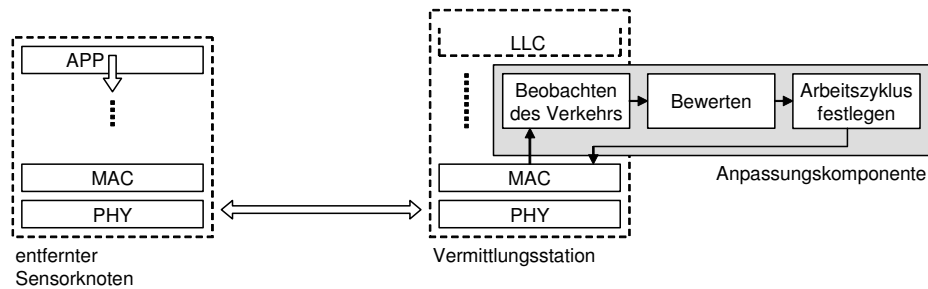 APP
MAC
PHY
entfernter
Sensorknoten
LLC
Beobachten
des Verkehrs
Bewerten
Arbeitszyklus
festlegen
Anpassungskomponente
MAC
PHY
Vermittlungsstation